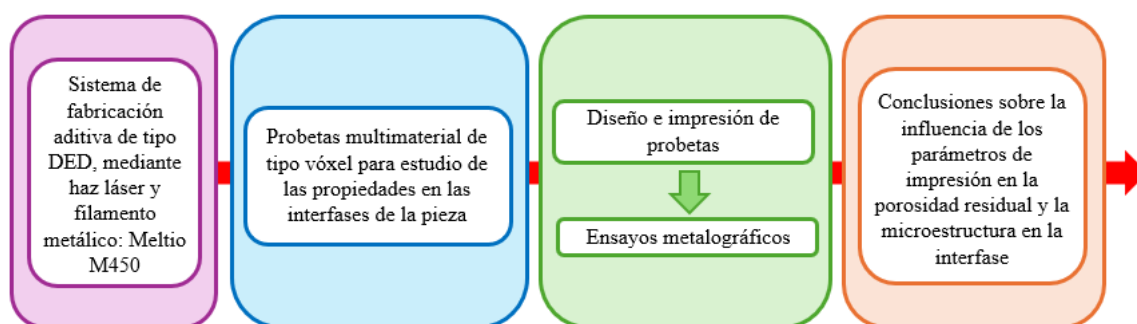 Sistema de
fabricación
aditiva de tipo
DED, mediante
haz láser y
filamento
metálico: Meltio
M450
Probetas multimaterial de
tipo vóxel para estudio de
las propiedades en las
interfases de la pieza
Diseño e impresión de
probetas
Ensayos metalográficos
Conclusiones sobre la
influencia de los
parámetros de
impresión en la
porosidad residual y la
microestructura en la
interfase